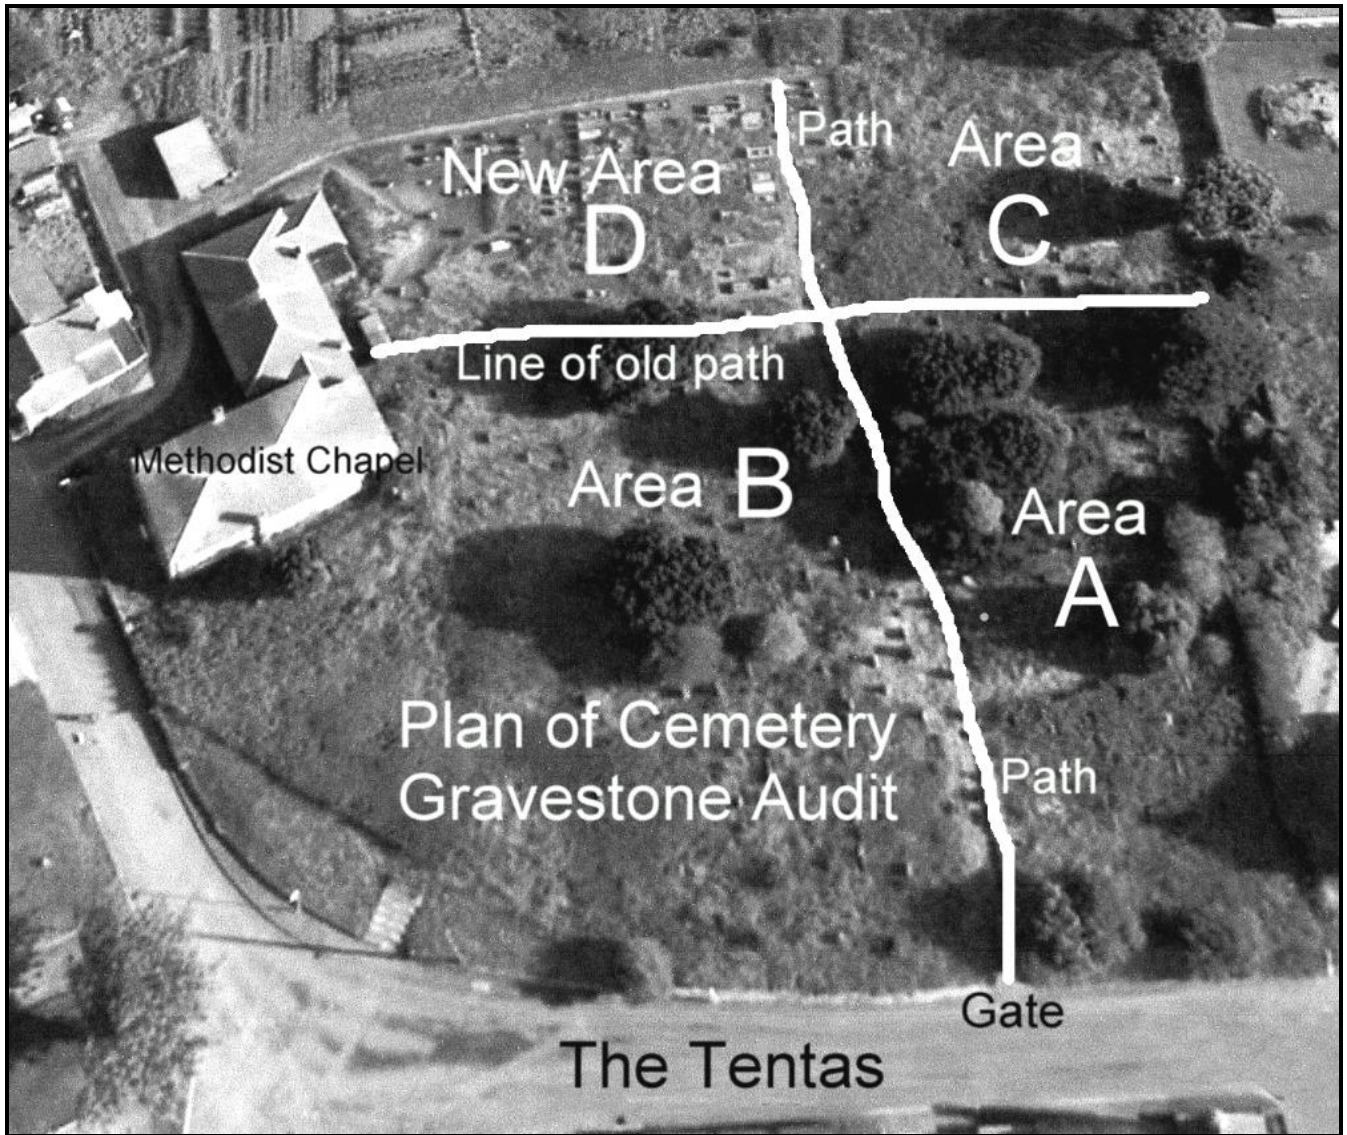 Path
Area
C
New Area
D
Line of old path
Methodist Chapel
Area B
Area
A
Plan of Cemetery
Gravestone Audit
Path
Gate
The Tentas